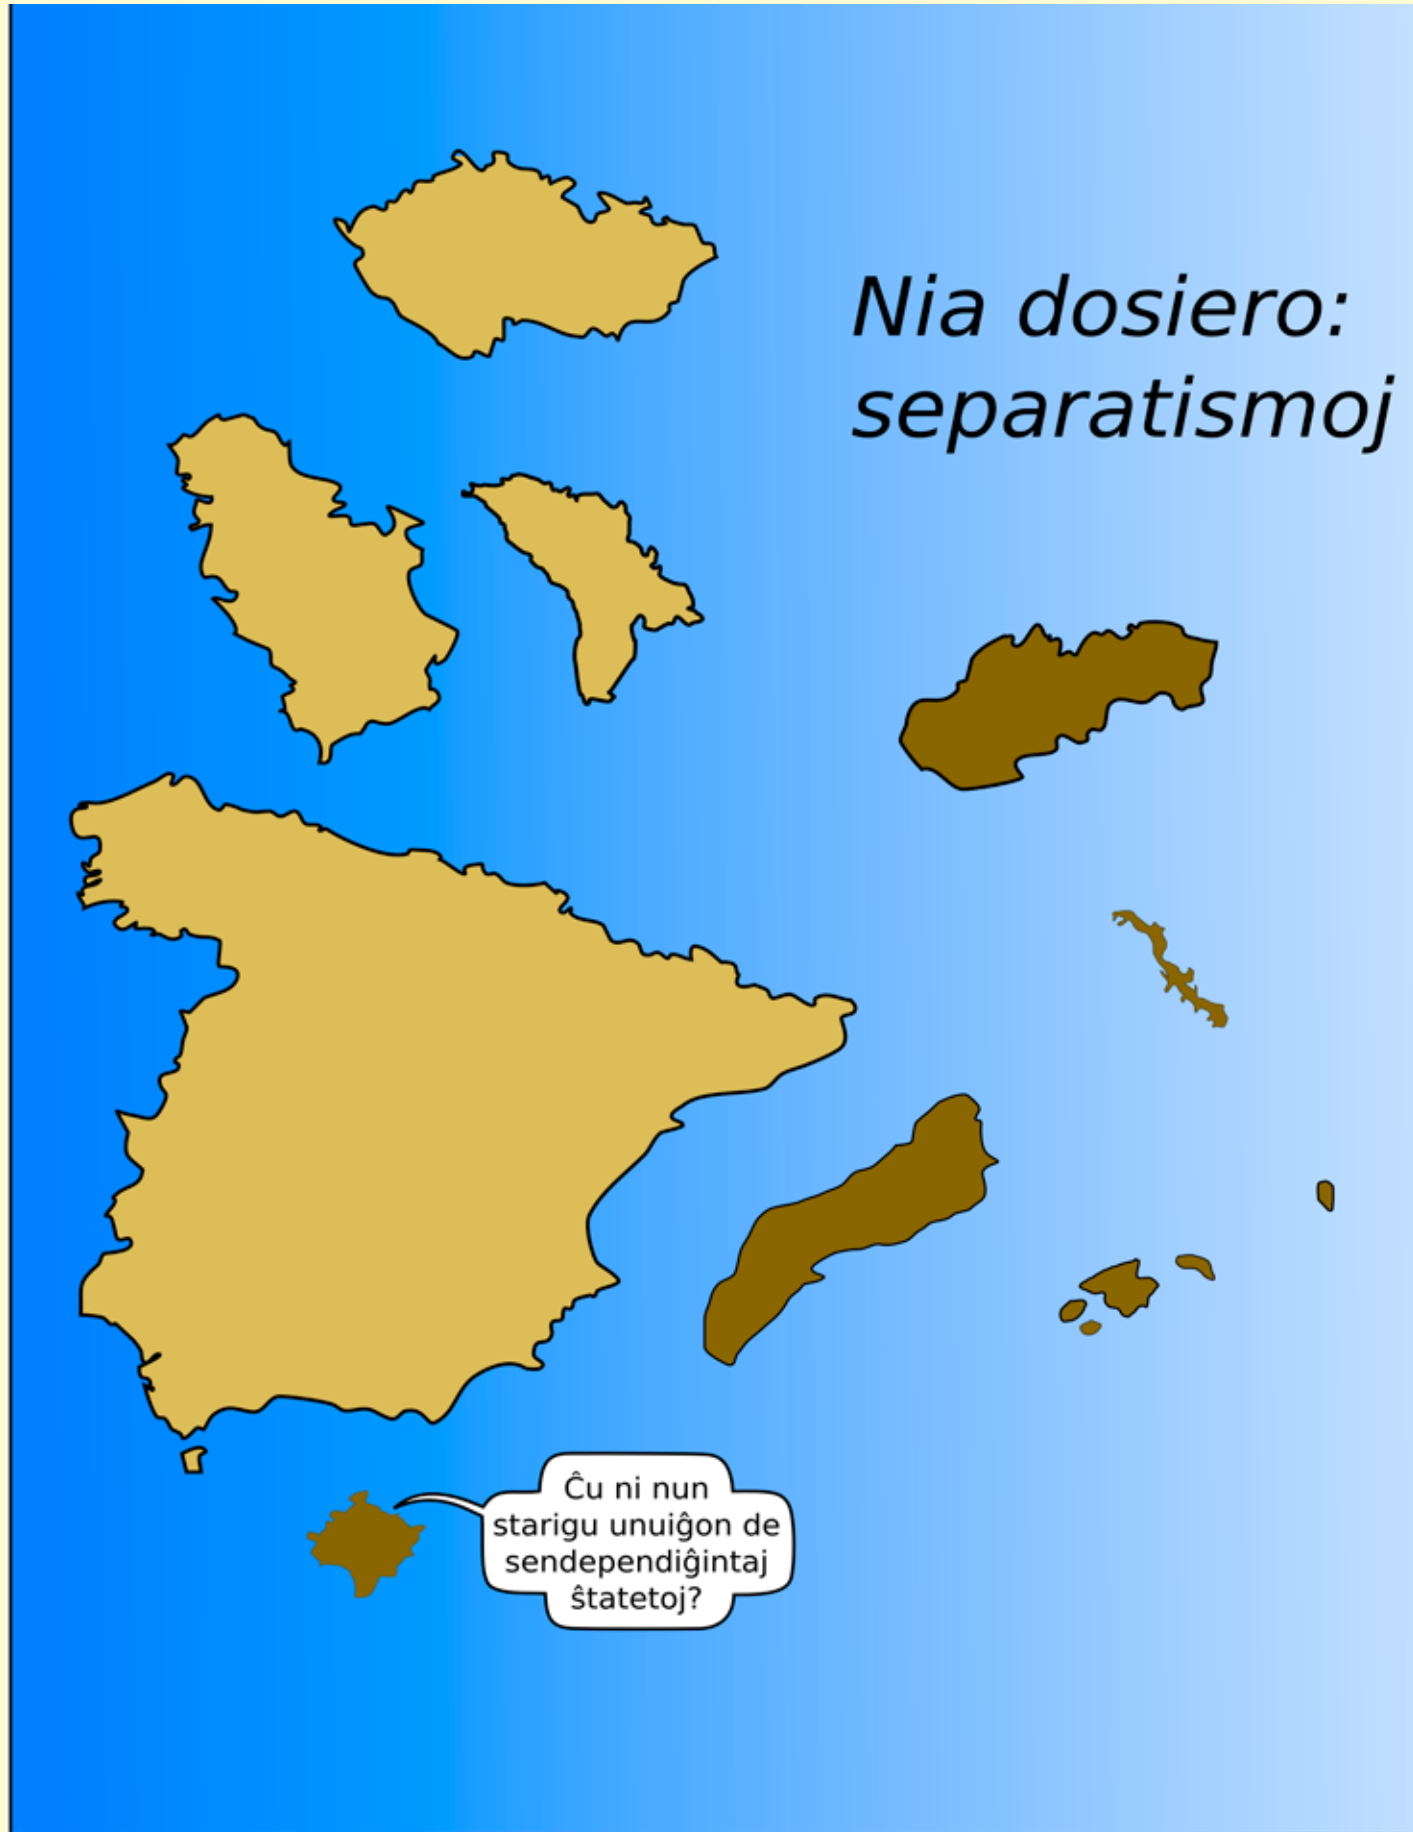 Nia dosiero:
separatismoj
Ĉu ni nun
starigu unuiĝon de
sendependiĝintaj
ŝtatetoj?